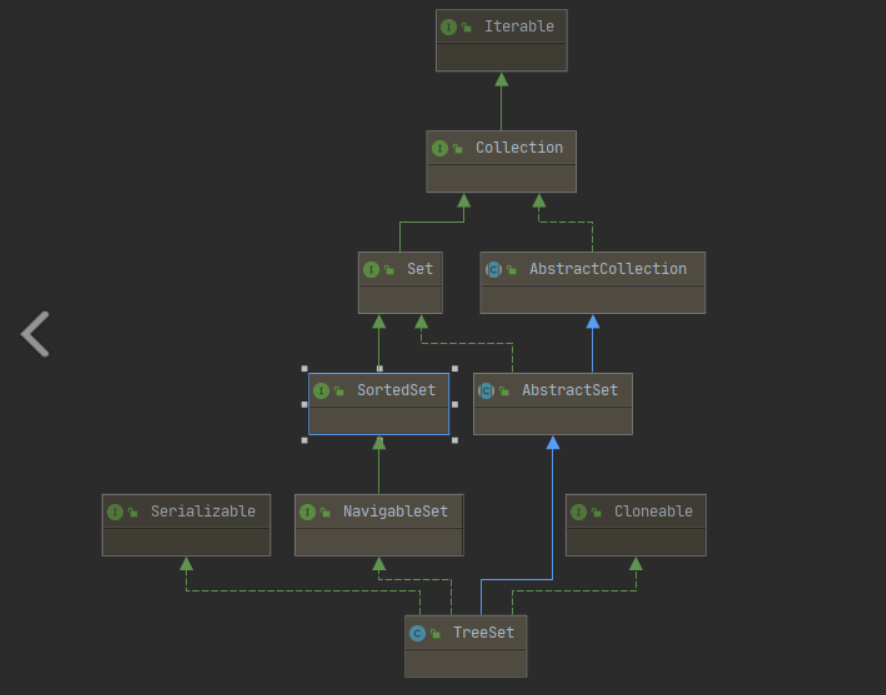 Iterable
Collection
Set
AbstractCollection
SortedSet
AbstractSet
Serializable
NavigableSet
Cloneable
TreeSet